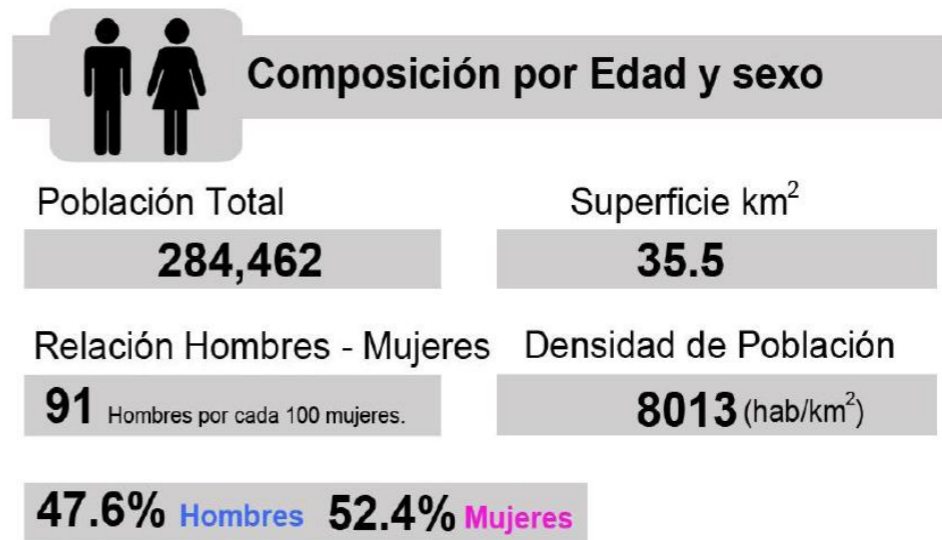 Composición por Edad y sexo
Población Total
Superficie km²
284,462
35.5
Relación Hombres - Mujeres
Densidad de Población
91 Hombres por cada 100 mujeres.
8013 (hab/km²)
47.6% Hombres 52.4% Mujeres